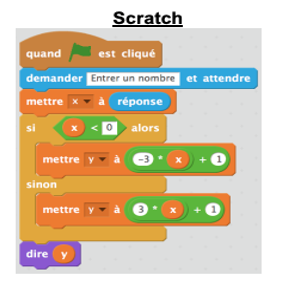 Scratch
quand est cliqué
demander Entrer un nombre et attendre
mettre x à réponse
si x < 0 alors
mettre y à -3 * x + 1
sinon
mettre y à 3 * x + 1
dire y